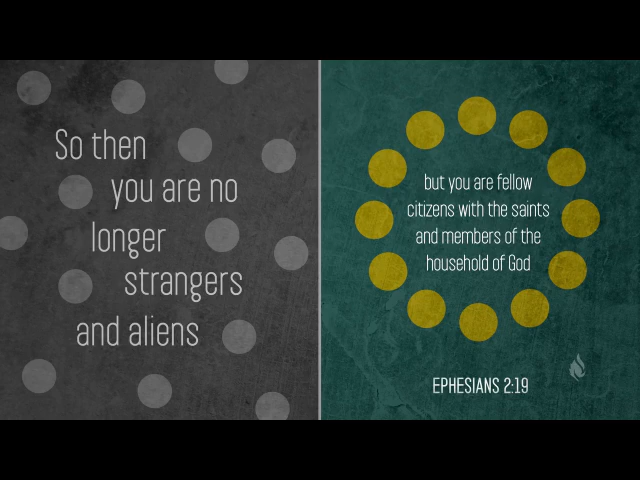 So then
you are no
longer
strangers
and aliens
but you are fellow
citizens with the saints
and members of the
household of God
EPHESIANS 2:19